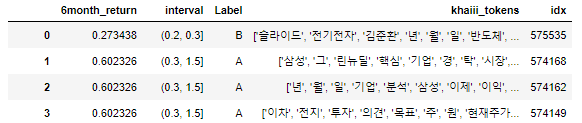 6month_return interval Label khaiii_tokens idx
0 0.273438 (0.2, 0.3] B ['슬라이드', '전기전자', '김준환', '년', '월', '일', '반도체', ... 575535
1 0.602326 (0.3, 1.5] A ['삼성', '그', '린뉴딜', '핵심', '기업', '경', '탁', '시장',... 574168
2 0.602326 (0.3, 1.5] A ['년', '월', '일', '기업', '분석', '삼성', '이제', '이익', ... 574162
3 0.602326 (0.3, 1.5] A ['이차', '전지', '투자', '의견', '목표', '주', '원', '현재주가... 574149